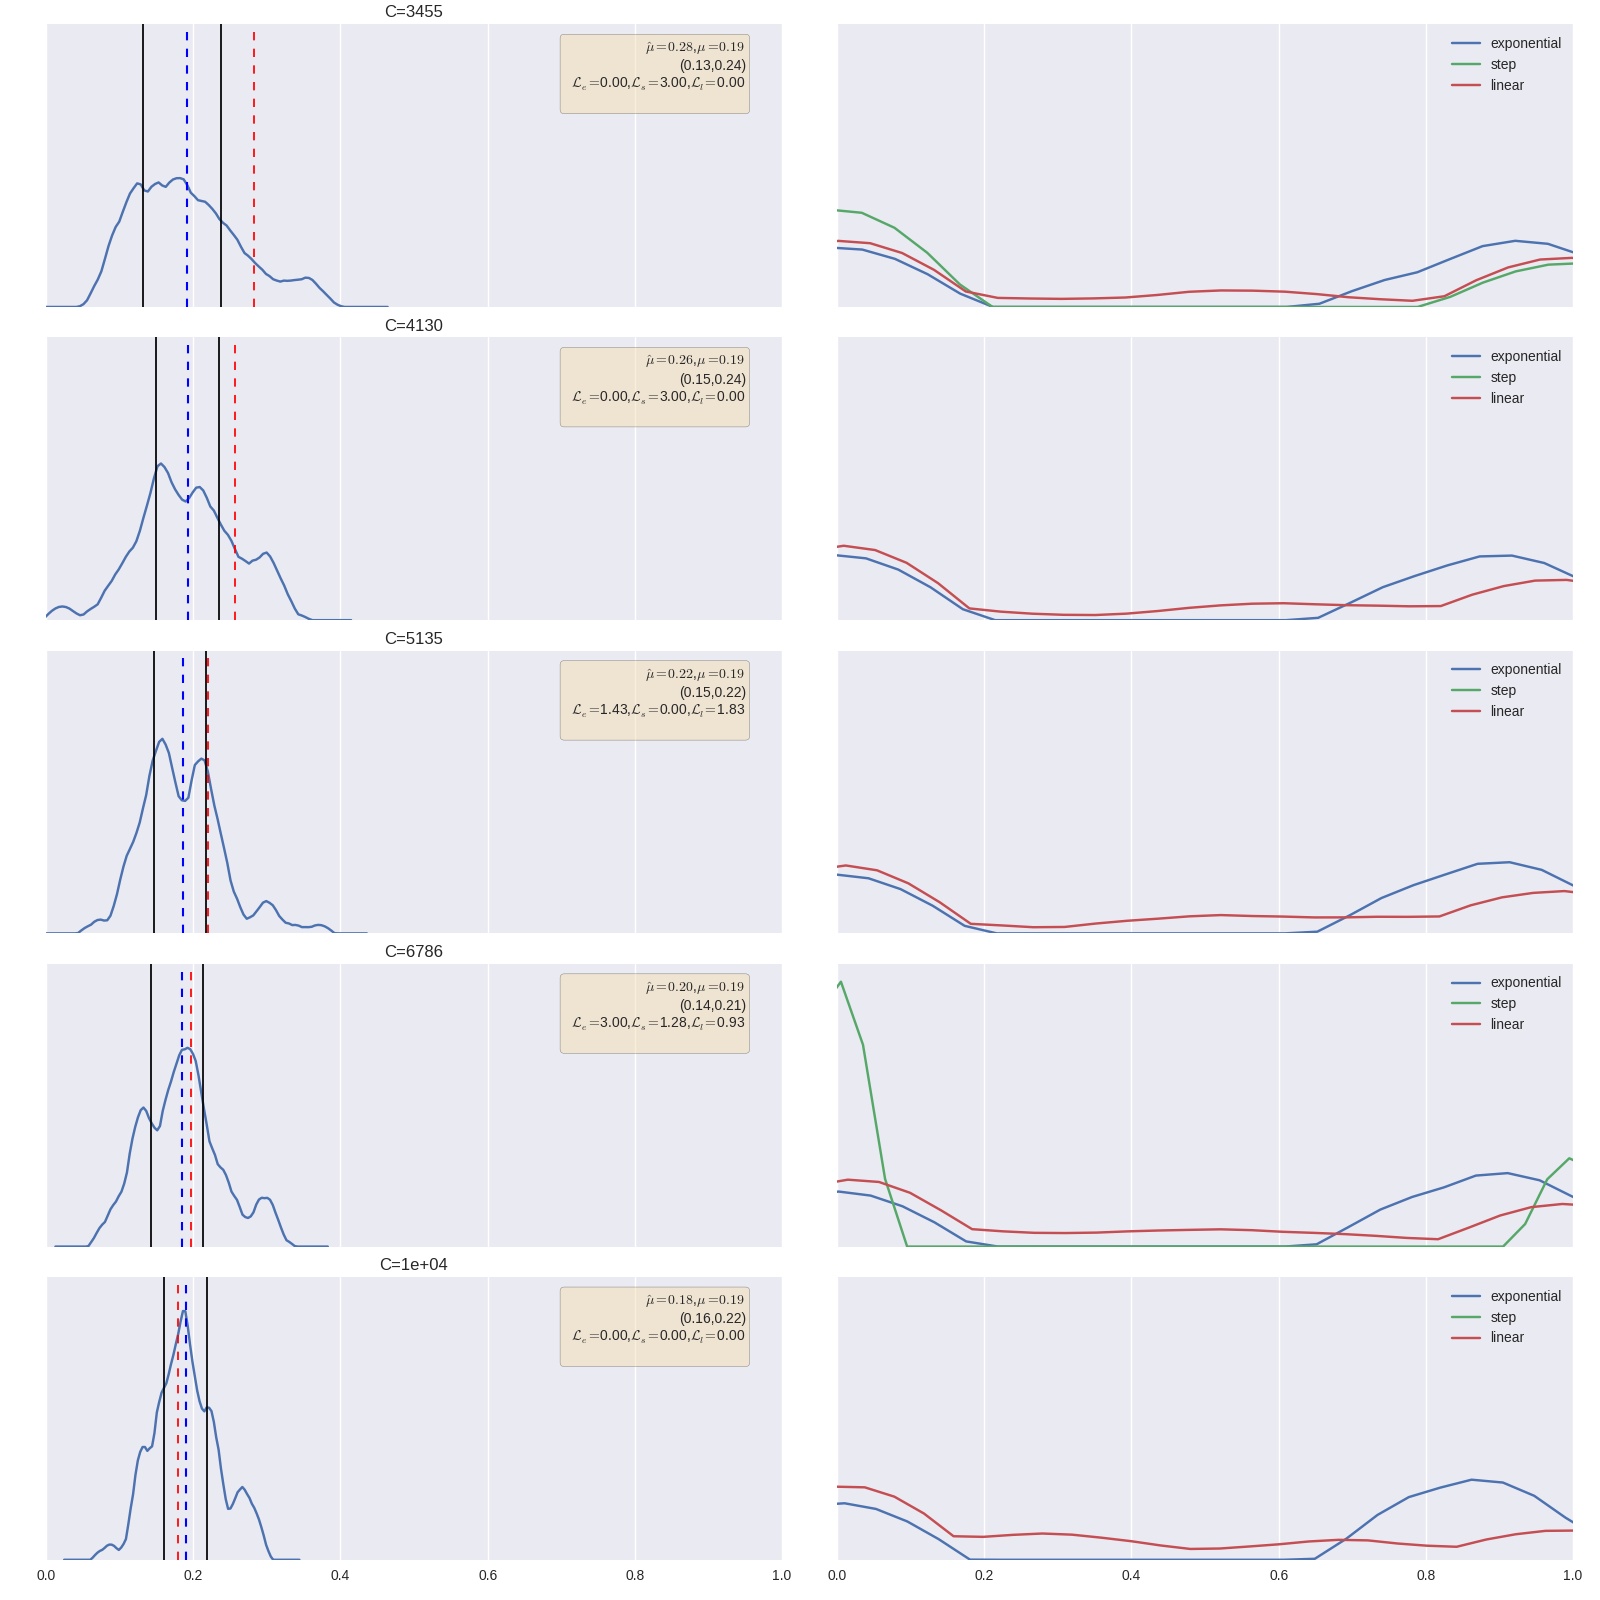 C=3455
μ̂=0.28,μ=0.19
(0.13,0.24)
ℒₑ=0.00,ℒₛ=3.00,ℒₗ=0.00
exponential
step
linear
C=4130
μ̂=0.26,μ=0.19
(0.15,0.24)
ℒₑ=0.00,ℒₛ=3.00,ℒₗ=0.00
exponential
step
linear
C=5135
μ̂=0.22,μ=0.19
(0.15,0.22)
ℒₑ=1.43,ℒₛ=0.00,ℒₗ=1.83
exponential
step
linear
C=6786
μ̂=0.20,μ=0.19
(0.14,0.21)
ℒₑ=3.00,ℒₛ=1.28,ℒₗ=0.93
exponential
step
linear
C=1e+04
μ̂=0.18,μ=0.19
(0.16,0.22)
ℒₑ=0.00,ℒₛ=0.00,ℒₗ=0.00
exponential
step
linear
0.0 0.2 0.4 0.6 0.8 1.0
0.0 0.2 0.4 0.6 0.8 1.0